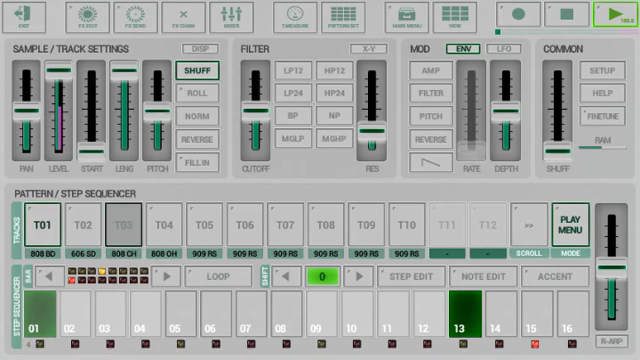 EXIT FX EDIT FX SEND FX CHAIN MIXER T/MEASURE PATTERN SET MAIN MENU VIEW
SAMPLE / TRACK SETTINGS DISP
SHUFF
ROLL
NORM
REVERSE
FILL IN
PAN LEVEL START LENG PITCH
FILTER X-Y
LP12 HP12
LP24 HP24
BP NP
MGLP MGHP
CUTOFF RES
MOD ENV LFO
AMP
FILTER
PITCH
REVERSE
RATE DEPTH
COMMON
SETUP
HELP
FINETUNE
RAM
SHUFF
PATTERN / STEP SEQUENCER
TRACKS
T01 T02 T03 T04 T05 T06 T07 T08 T09 T10 T11 T12 >> PLAY
MENU
808 BD 606 SD 808 CH 808 OH 909 RS 909 RS 909 RS 909 RS 909 RS 909 RS - - SCROLL MODE
BAR LOOP SHIFT 0 STEP EDIT NOTE EDIT ACCENT
STEP SEQUENCER
01 02 03 04 05 06 07 08 09 10 11 12 13 14 15 16
4
R-ARP